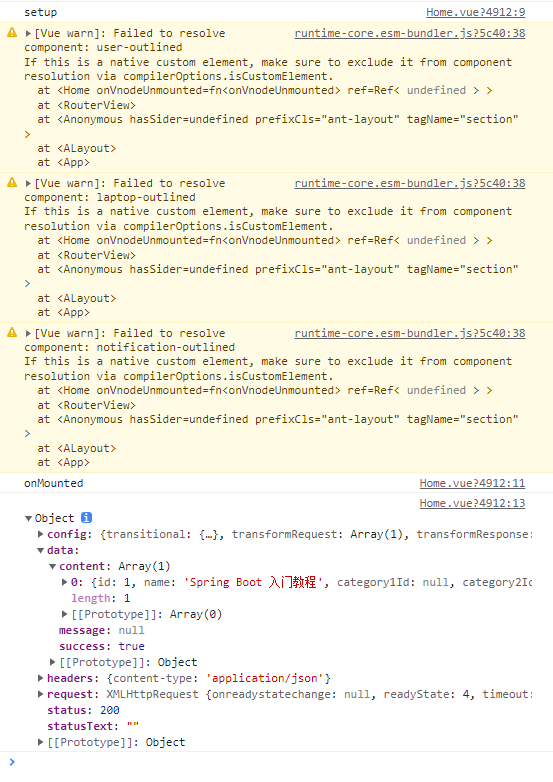 setup Home.vue?4912:9
[Vue warn]: Failed to resolve runtime-core.esm-bundler.js?5c40:38
component: user-outlined
If this is a native custom element, make sure to exclude it from component
resolution via compilerOptions.isCustomElement.
at <Home onVnodeUnmounted=fn<onVnodeUnmounted> ref=Ref< undefined > >
at <RouterView>
at <Anonymous hasSider=undefined prefixCls="ant-layout" tagName="section"
>
at <ALayout>
at <App>
[Vue warn]: Failed to resolve runtime-core.esm-bundler.js?5c40:38
component: laptop-outlined
If this is a native custom element, make sure to exclude it from component
resolution via compilerOptions.isCustomElement.
at <Home onVnodeUnmounted=fn<onVnodeUnmounted> ref=Ref< undefined > >
at <RouterView>
at <Anonymous hasSider=undefined prefixCls="ant-layout" tagName="section"
>
at <ALayout>
at <App>
[Vue warn]: Failed to resolve runtime-core.esm-bundler.js?5c40:38
component: notification-outlined
If this is a native custom element, make sure to exclude it from component
resolution via compilerOptions.isCustomElement.
at <Home onVnodeUnmounted=fn<onVnodeUnmounted> ref=Ref< undefined > >
at <RouterView>
at <Anonymous hasSider=undefined prefixCls="ant-layout" tagName="section"
>
at <ALayout>
at <App>
onMounted Home.vue?4912:11
Home.vue?4912:13
Object i
config: {transitional: {…}, transformRequest: Array(1), transformResponse:
data:
content: Array(1)
0: {id: 1, name: 'Spring Boot 入门教程', category1Id: null, category2Id
length: 1
[[Prototype]]: Array(0)
message: null
success: true
[[Prototype]]: Object
headers: {content-type: 'application/json'}
request: XMLHttpRequest {onreadystatechange: null, readyState: 4, timeout:
status: 200
statusText: ""
[[Prototype]]: Object
>